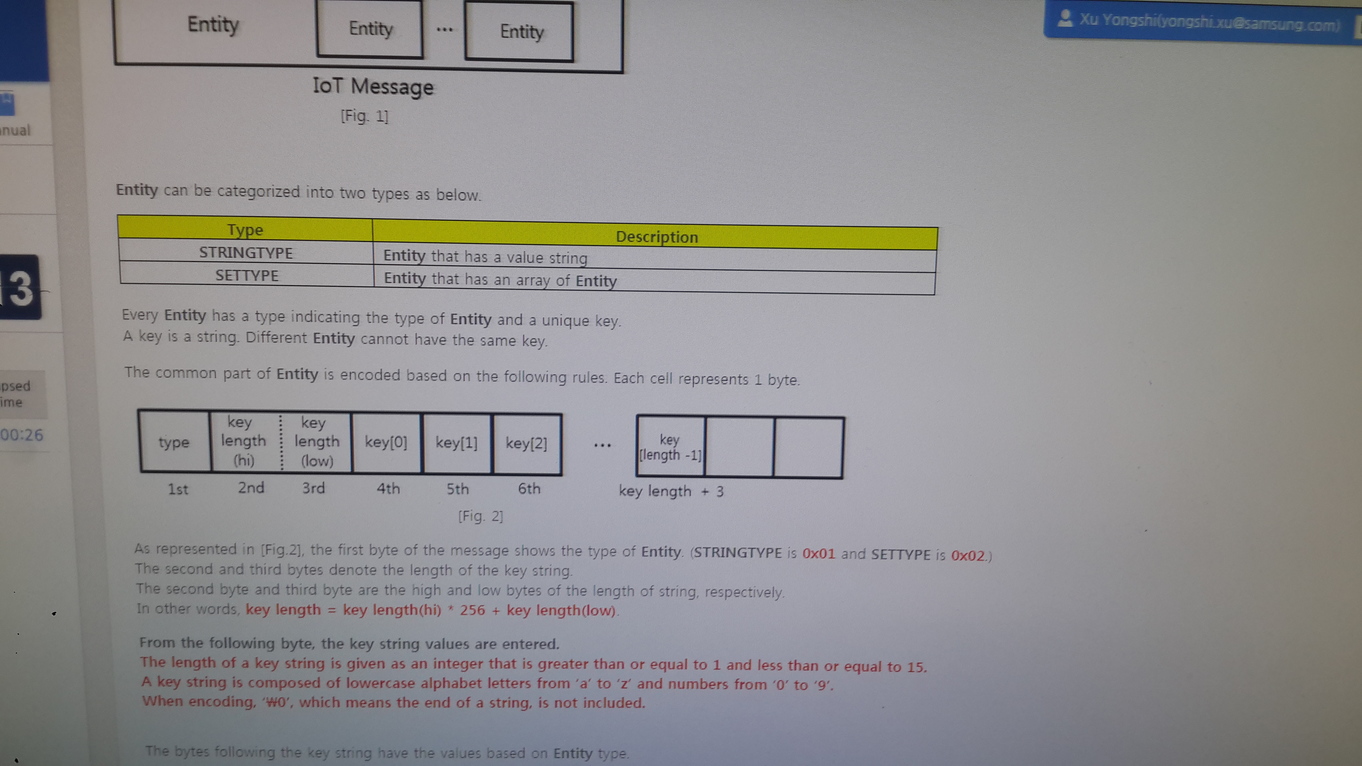 Entity
Entity
...
Entity
Xu Yongshi(yongshi.xu@samsung.com)
IoT Message
[Fig. 1]
nual
Entity can be categorized into two types as below.
Type Description
STRINGTYPE Entity that has a value string
SETTYPE Entity that has an array of Entity
13
Every Entity has a type indicating the type of Entity and a unique key.
A key is a string. Different Entity cannot have the same key.
The common part of Entity is encoded based on the following rules. Each cell represents 1 byte.
psed
ime
00:26
type
key length (hi)
key length (low)
key[0]
key[1]
key[2]
...
key [length -1]
1st 2nd 3rd 4th 5th 6th key length + 3
[Fig. 2]
As represented in [Fig.2], the first byte of the message shows the type of Entity. (STRINGTYPE is 0x01 and SETTYPE is 0x02.)
The second and third bytes denote the length of the key string.
The second byte and third byte are the high and low bytes of the length of string, respectively.
In other words, key length = key length(hi) * 256 + key length(low).
From the following byte, the key string values are entered.
The length of a key string is given as an integer that is greater than or equal to 1 and less than or equal to 15.
A key string is composed of lowercase alphabet letters from 'a' to 'z' and numbers from '0' to '9'.
When encoding, '₩0', which means the end of a string, is not included.
The bytes following the key string have the values based on Entity type.